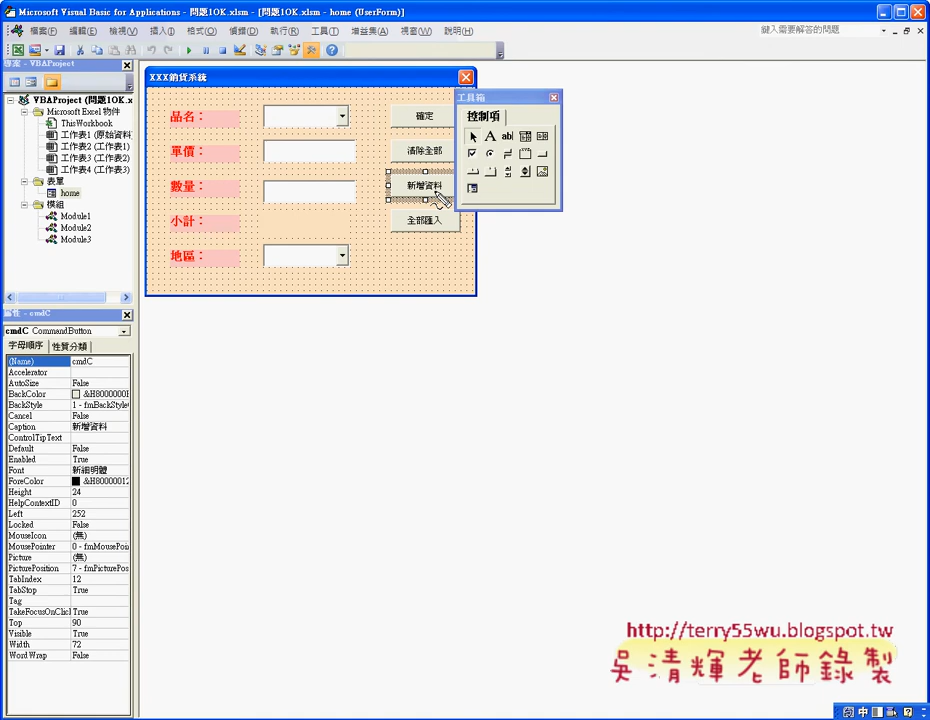 Microsoft Visual Basic for Applications - 問題1OK.xlsm - [問題1OK.xlsm - home (UserForm)]
檔案(F) 編輯(E) 檢視(V) 插入(I) 格式(O) 偵錯(D) 執行(R) 工具(T) 增益集(A) 視窗(W) 說明(H)
鍵入需要解答的問題
專案 - VBAProject
VBAProject (問題1OK.x
Microsoft Excel 物件
ThisWorkbook
工作表1 (原始資料
工作表2 (工作表1)
工作表3 (工作表2)
工作表4 (工作表3)
表單
home
模組
Module1
Module2
Module3
XXX銷貨系統
品名：
單價：
數量：
小計：
地區：
確定
清除全部
新增資料
全部匯入
工具箱
控制項
屬性 - cmdC
cmdC CommandButton
字母順序 性質分類
(Name) cmdC
Accelerator
AutoSize False
BackColor &H8000000F
BackStyle 1 - fmBackStyle
Cancel False
Caption 新增資料
ControlTipText
Default False
Enabled True
Font 新細明體
ForeColor &H80000012
Height 24
HelpContextID 0
Left 252
Locked False
MouseIcon (無)
MousePointer 0 - fmMousePoin
Picture (無)
PicturePosition 7 - fmPicturePos
TabIndex 12
TabStop True
Tag
TakeFocusOnClick True
Top 90
Visible True
Width 72
WordWrap False
http://terry55wu.blogspot.tw
吳清輝老師錄製
中